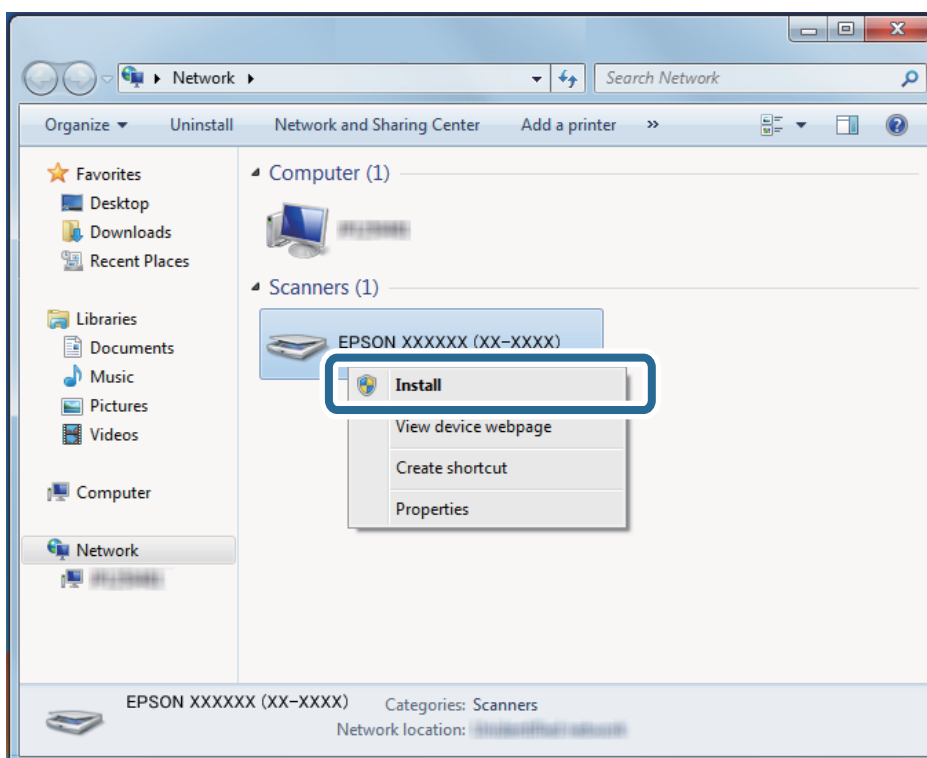 Network
Search Network
Organize
Uninstall
Network and Sharing Center
Add a printer
»
Favorites
Desktop
Downloads
Recent Places
Libraries
Documents
Music
Pictures
Videos
Computer
Network
Computer (1)
Scanners (1)
EPSON XXXXXX (XX-XXXX)
Install
View device webpage
Create shortcut
Properties
EPSON XXXXXX (XX-XXXX)
Categories: Scanners
Network location: